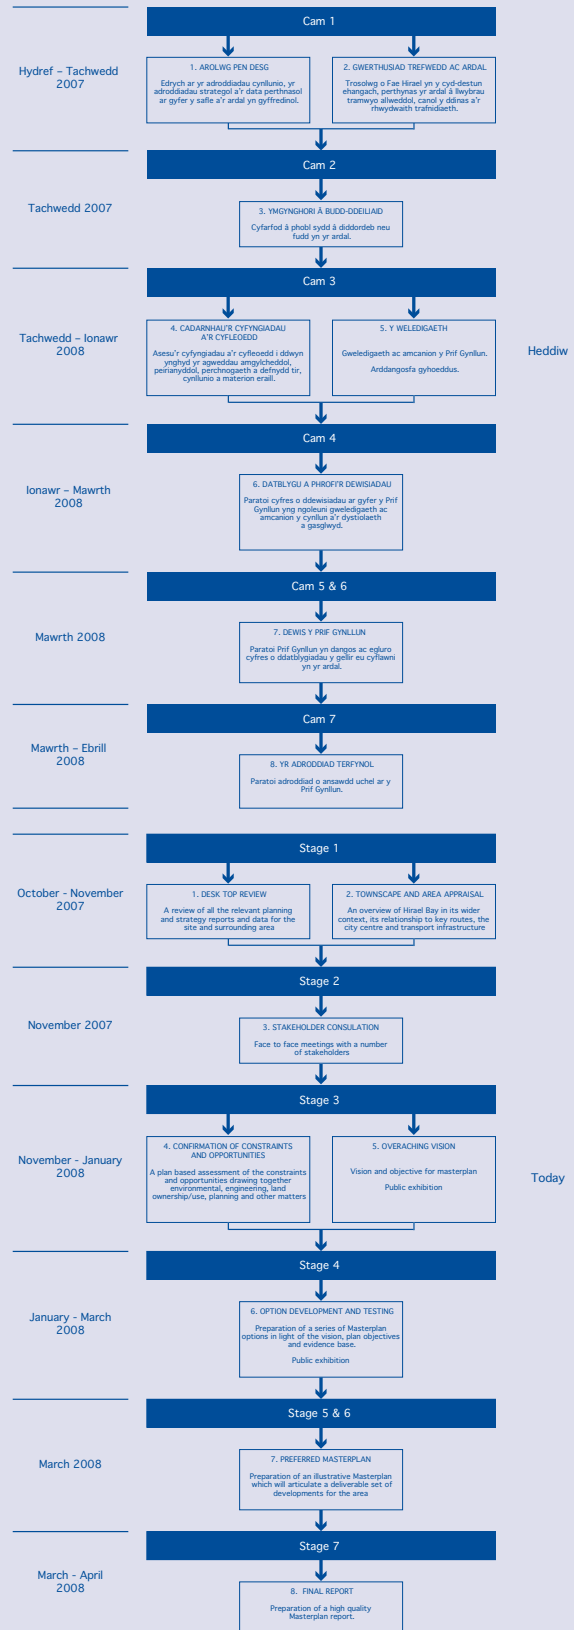 Cam 1
Hydref – Tachwedd
2007
1. AROLWG PEN DESG
Edrych ar yr adroddiadau cynllunio, yr
adroddiadau strategol a'r data perthnasol
ar gyfer y safle a'r ardal yn gyffredinol.
2. GWERTHUSIAD TREFWEDD AC ARDAL
Trosolwg o Fae Hirael yn y cyd-destun
ehangach, perthynas yr ardal â llwybrau
tramwyo allweddol, canol y ddinas a'r
rhwydwaith trafnidiaeth.
Cam 2
Tachwedd 2007
3. YMGYNGHORI Â BUDD-DDEILIAID
Cyfarfod â phobl sydd â diddordeb neu
fudd yn yr ardal.
Cam 3
Tachwedd – Ionawr
2008
4. CADARNHAU'R CYFYNGIADAU
A'R CYFLEOEDD
Asesu'r cyfyngiadau a'r cyfleoedd i ddwyn
ynghyd yr agweddau amgylcheddol,
peirianyddol, perchnogaeth a defnydd tir,
cynllunio a materion eraill.
5. Y WELEDIGAETH
Gweledigaeth ac amcanion y Prif Gynllun.
Arddangosfa gyhoeddus.
Heddiw
Cam 4
Ionawr – Mawrth
2008
6. DATBLYGU A PHROFI'R DEWISIADAU
Paratoi cyfres o ddewisiadau ar gyfer y Prif
Gynllun yng ngoleuni gweledigaeth ac
amcanion y cynllun a'r dystiolaeth
a gasglwyd.
Cam 5 & 6
Mawrth 2008
7. DEWIS Y PRIF GYNLLUN
Paratoi Prif Gynllun yn dangos ac egluro
cyfres o ddatblygiadau y gellir eu cyflawni
yn yr ardal.
Cam 7
Mawrth – Ebrill
2008
8. YR ADRODDIAD TERFYNOL
Paratoi adroddiad o ansawdd uchel ar y
Prif Gynllun.
Stage 1
October - November
2007
1. DESK TOP REVIEW
A review of all the relevant planning
and strategy reports and data for the
site and surrounding area
2. TOWNSCAPE AND AREA APPRAISAL
An overview of Hirael Bay in its wider
context, its relationship to key routes, the
city centre and transport infrastructure
Stage 2
November 2007
3. STAKEHOLDER CONSULATION
Face to face meetings with a number
of stakeholders
Stage 3
November - January
2008
4. CONFIRMATION OF CONSTRAINTS
AND OPPORTUNITIES
A plan based assessment of the constraints
and opportunities drawing together
environmental, engineering, land
ownership/use, planning and other matters
5. OVERACHING VISION
Vision and objective for masterplan
Public exhibition
Today
Stage 4
January - March
2008
6. OPTION DEVELOPMENT AND TESTING
Preparation of a series of Masterplan
options in light of the vision, plan objectives
and evidence base.
Public exhibition
Stage 5 & 6
March 2008
7. PREFERRED MASTERPLAN
Preparation of an illustrative Masterplan
which will articulate a deliverable set of
developments for the area
Stage 7
March - April
2008
8. FINAL REPORT
Preparation of a high quality
Masterplan report.